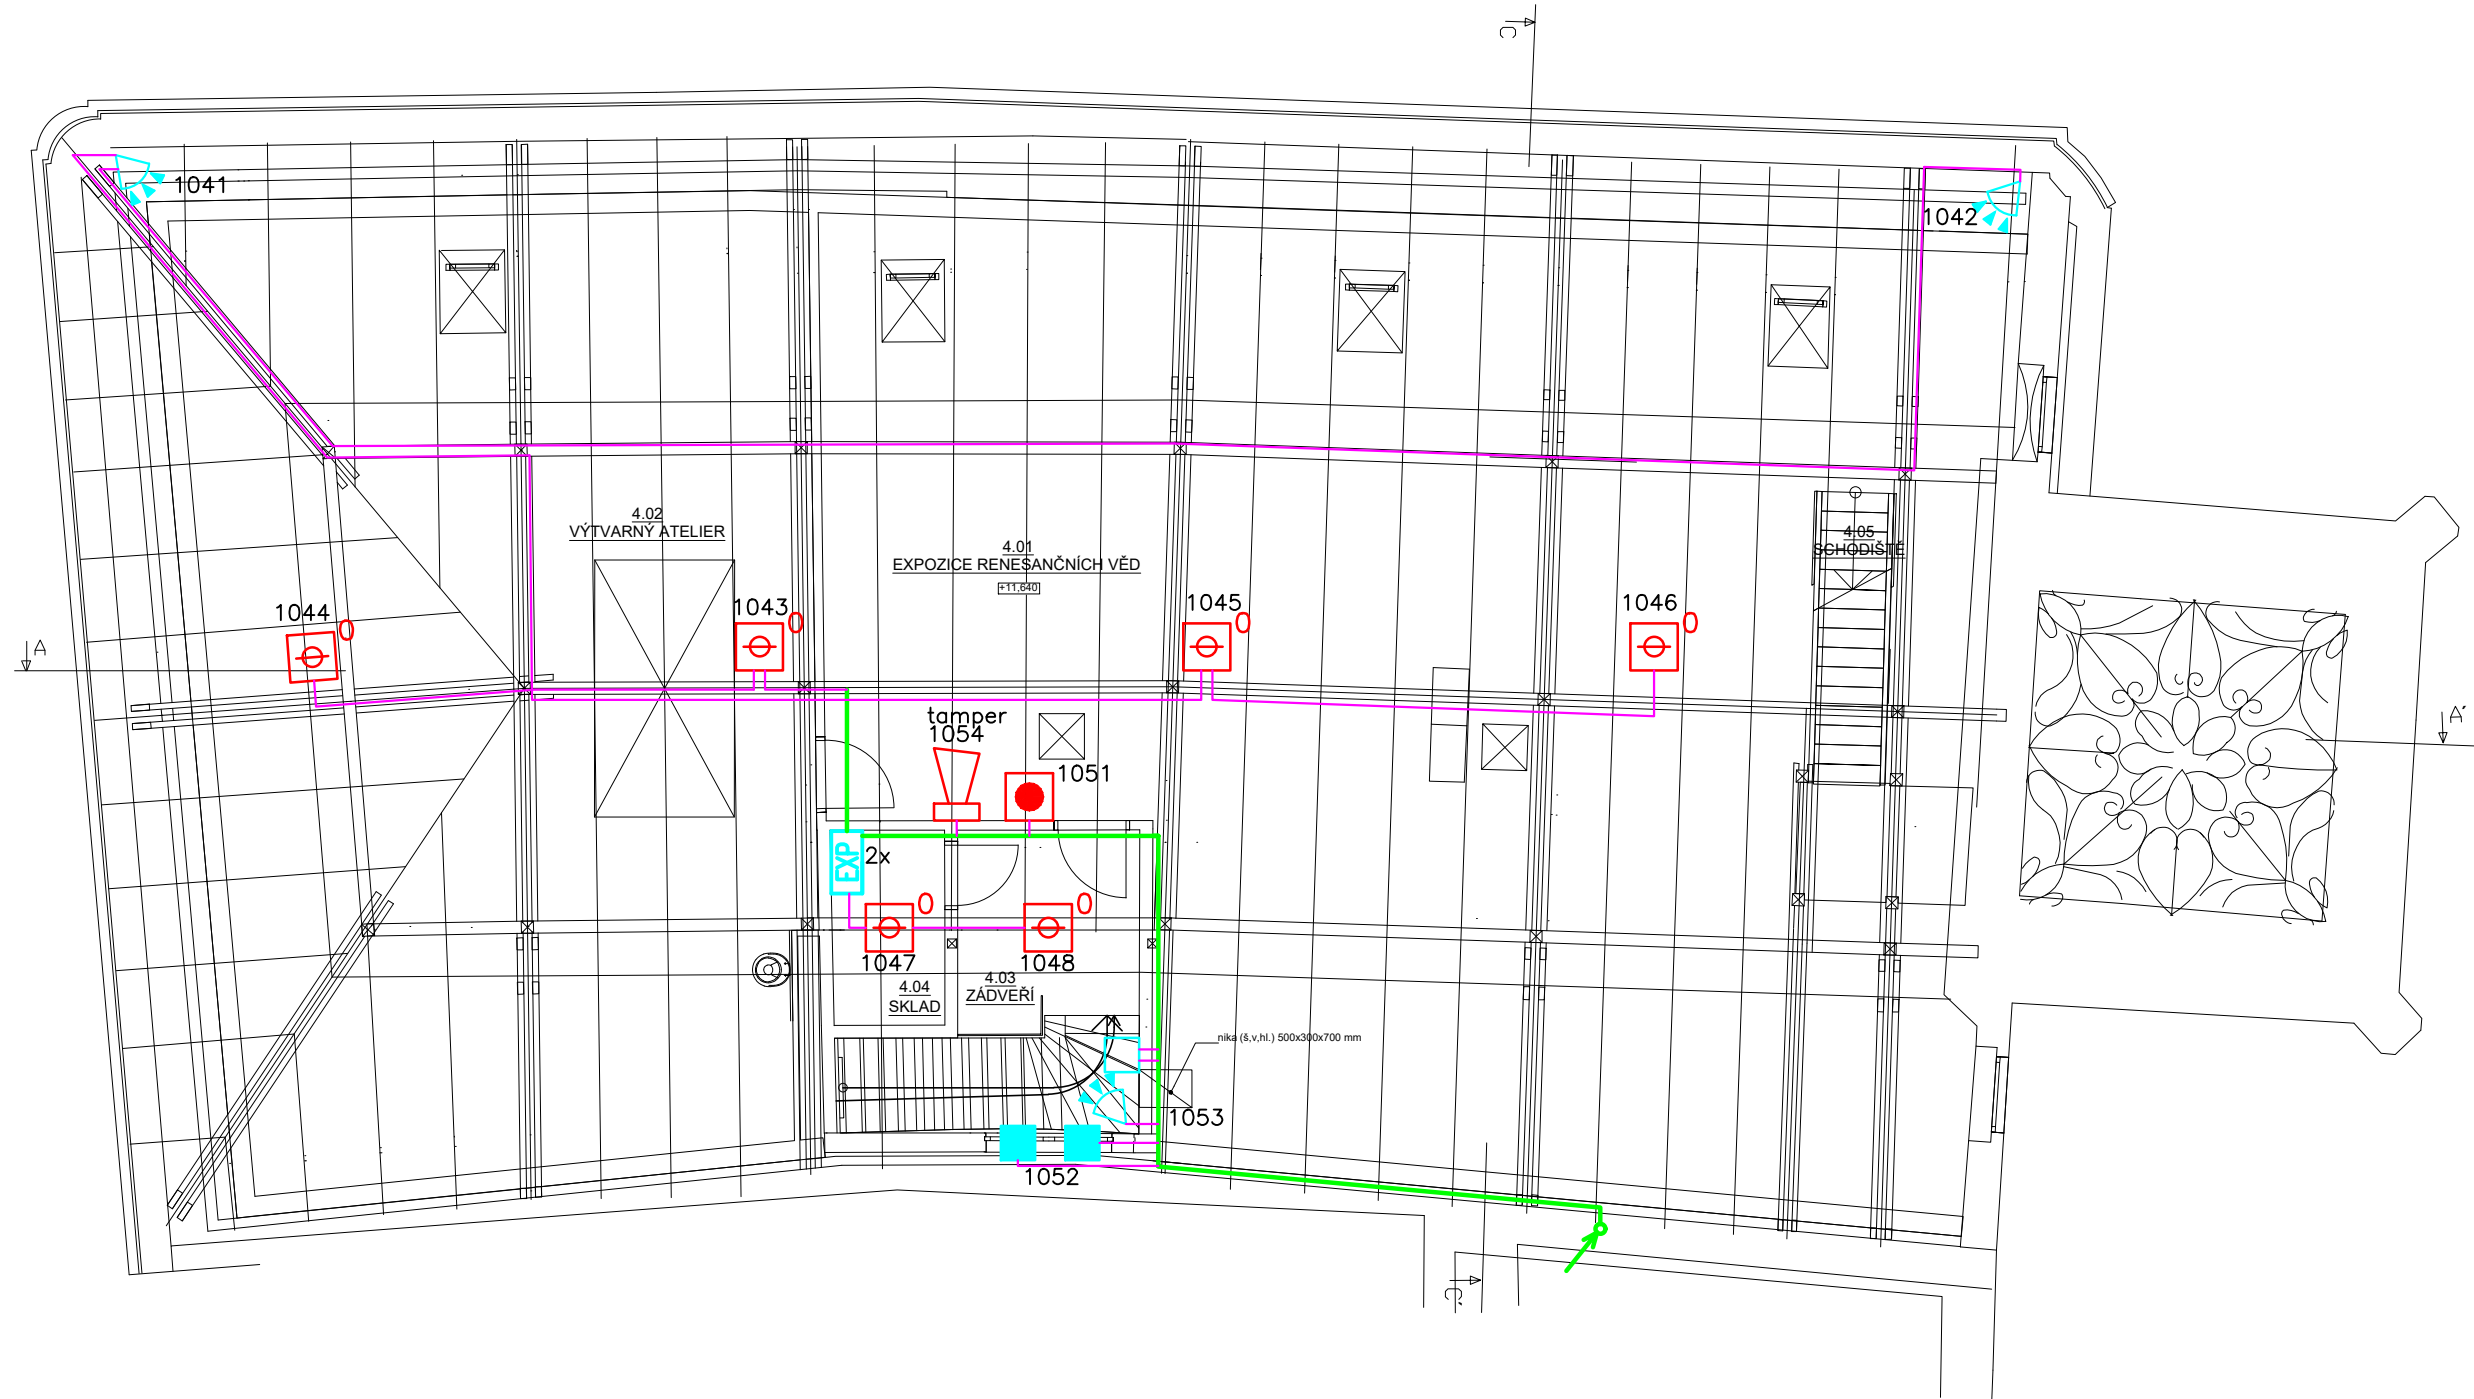 C
1041
1042
4.02
VÝTVARNÝ ATELIER
4.01
EXPOZICE RENESANČNÍCH VĚD
+11,640
4.05
SCHODIŠTĚ
1044
0
1043
0
1045
0
1046
0
A
A'
tamper
1054
1051
EXP
2x
0
0
1047
1048
4.04
SKLAD
4.03
ZÁDVEŘÍ
nika (š,v,hl.) 500x300x700 mm
1053
1052
C'